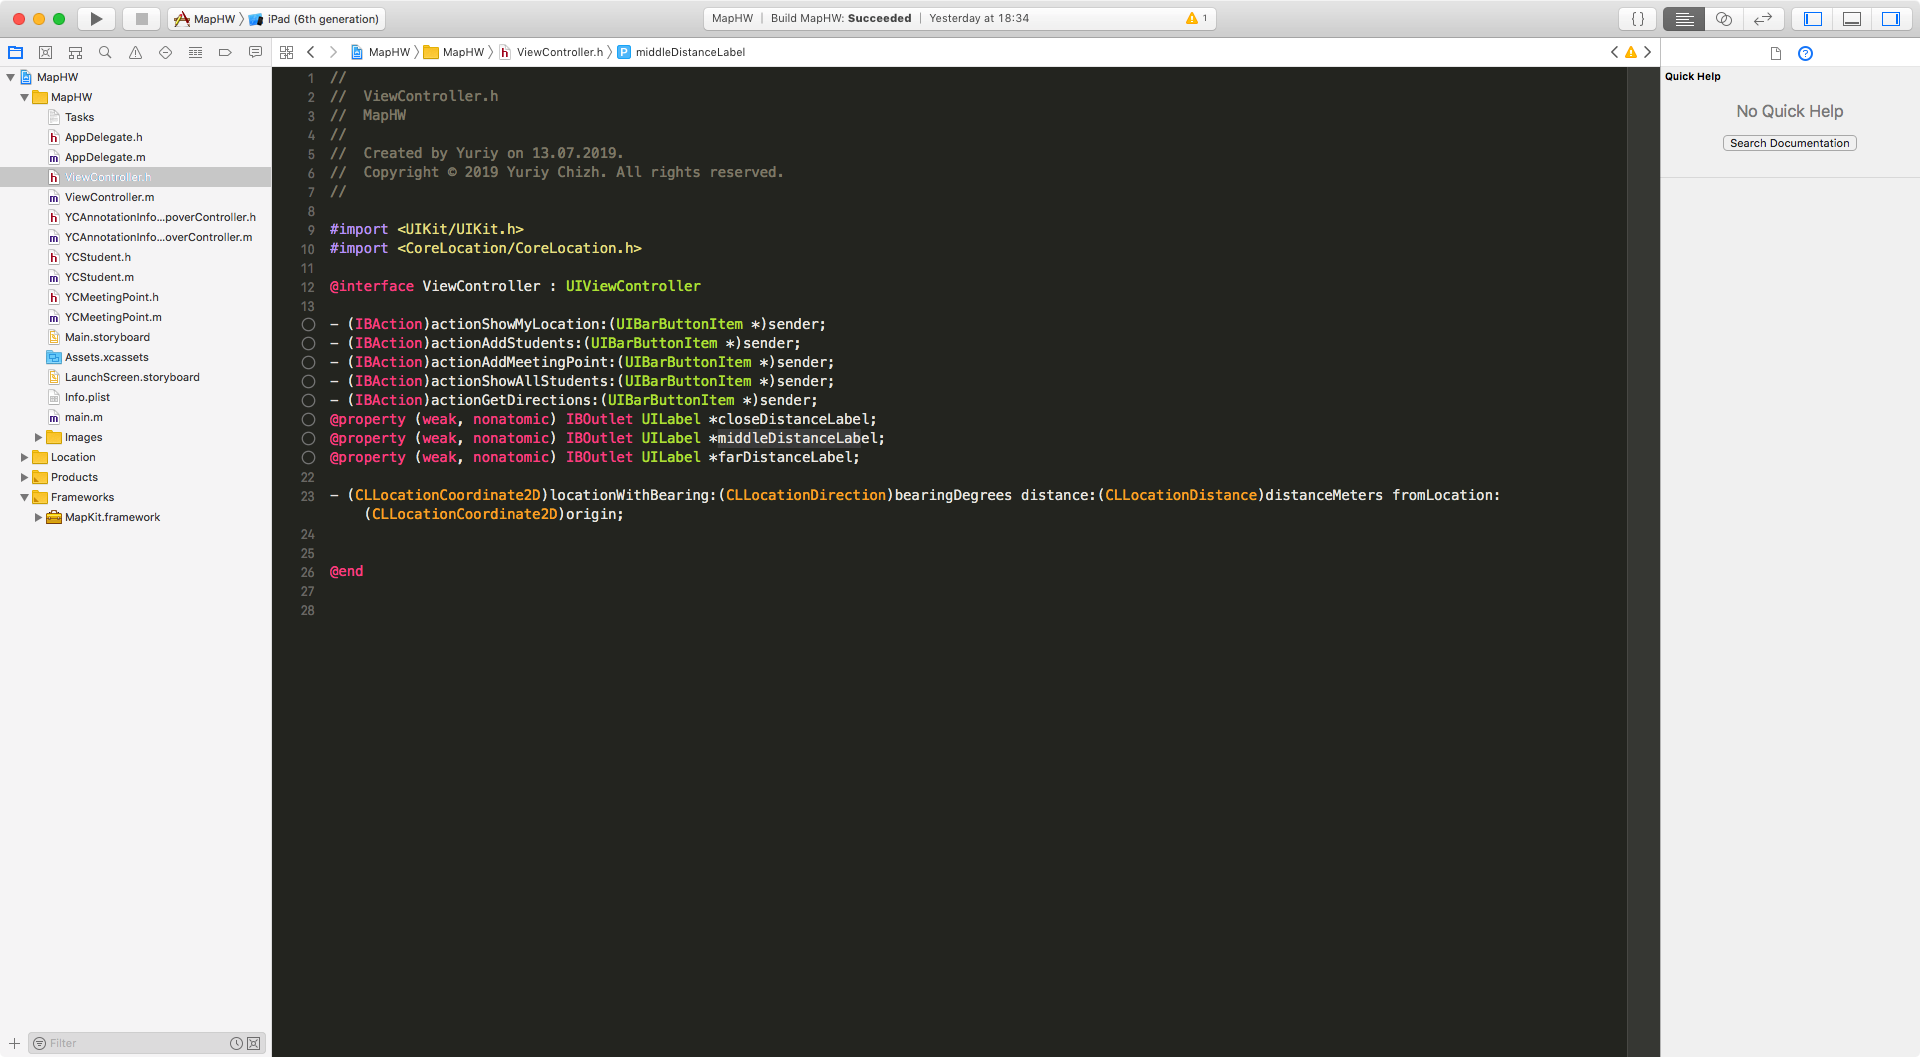 MapHW iPad (6th generation)
MapHW Build MapHW: Succeeded Yesterday at 18:34 1
{}
MapHW MapHW ViewController.h middleDistanceLabel
MapHW
MapHW
Tasks
AppDelegate.h
AppDelegate.m
ViewController.h
ViewController.m
YCAnnotationInfo...poverController.h
YCAnnotationInfo...overController.m
YCStudent.h
YCStudent.m
YCMeetingPoint.h
YCMeetingPoint.m
Main.storyboard
Assets.xcassets
LaunchScreen.storyboard
Info.plist
main.m
Images
Location
Products
Frameworks
MapKit.framework
Filter
1 //
2 //  ViewController.h
3 //  MapHW
4 //
5 //  Created by Yuriy on 13.07.2019.
6 //  Copyright © 2019 Yuriy Chizh. All rights reserved.
7 //
8
9 #import <UIKit/UIKit.h>
10 #import <CoreLocation/CoreLocation.h>
11
12 @interface ViewController : UIViewController
13
- (IBAction)actionShowMyLocation:(UIBarButtonItem *)sender;
- (IBAction)actionAddStudents:(UIBarButtonItem *)sender;
- (IBAction)actionAddMeetingPoint:(UIBarButtonItem *)sender;
- (IBAction)actionShowAllStudents:(UIBarButtonItem *)sender;
- (IBAction)actionGetDirections:(UIBarButtonItem *)sender;
@property (weak, nonatomic) IBOutlet UILabel *closeDistanceLabel;
@property (weak, nonatomic) IBOutlet UILabel *middleDistanceLabel;
@property (weak, nonatomic) IBOutlet UILabel *farDistanceLabel;
22
23 - (CLLocationCoordinate2D)locationWithBearing:(CLLocationDirection)bearingDegrees distance:(CLLocationDistance)distanceMeters fromLocation:
(CLLocationCoordinate2D)origin;
24
25
26 @end
27
28
Quick Help
No Quick Help
Search Documentation